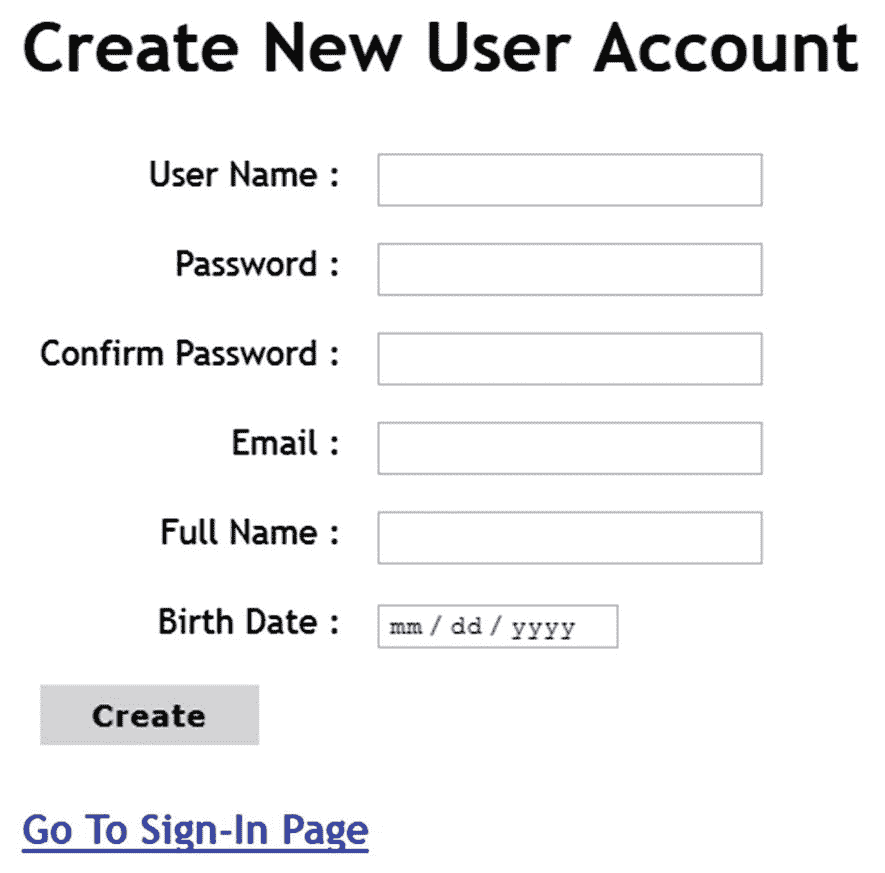 Create New User Account
User Name :
Password :
Confirm Password :
Email :
Full Name :
Birth Date : mm / dd / yyyy
Create
Go To Sign-In Page